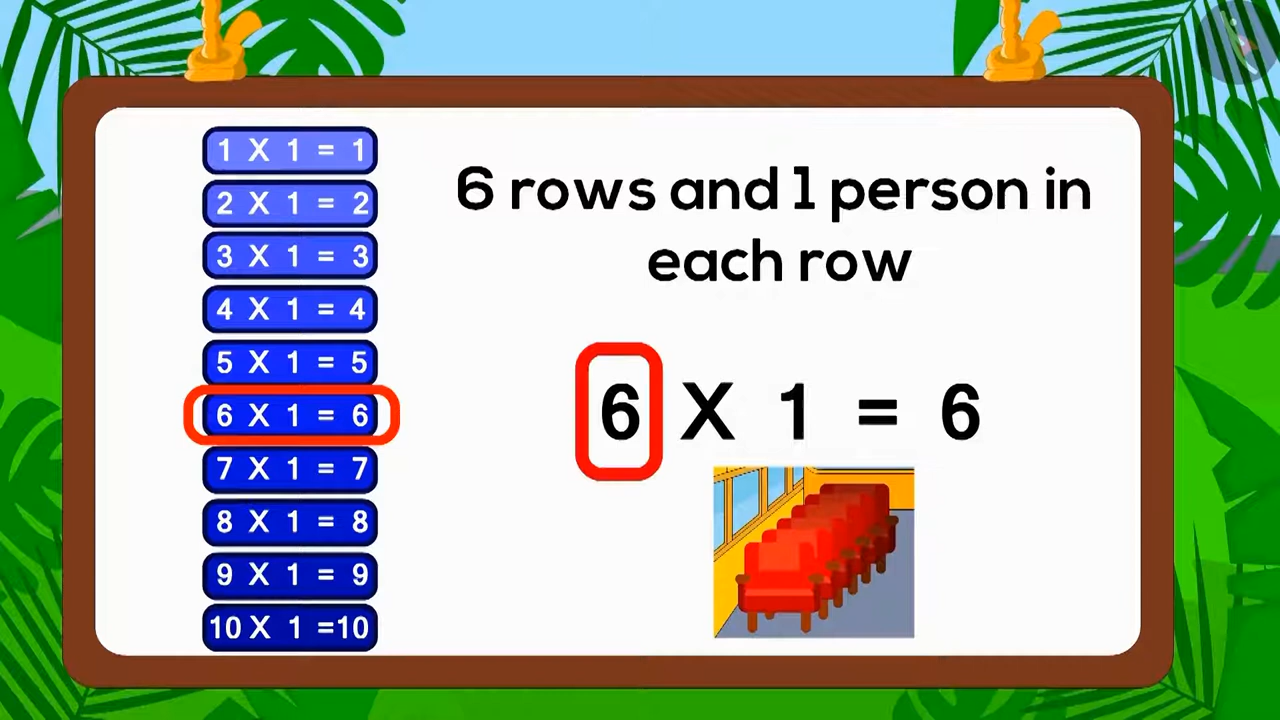 1 X 1 = 1
2 X 1 = 2
3 X 1 = 3
4 X 1 = 4
5 X 1 = 5
6 X 1 = 6
7 X 1 = 7
8 X 1 = 8
9 X 1 = 9
10 X 1 =10
6 rows and 1 person in
each row
6 X 1 = 6